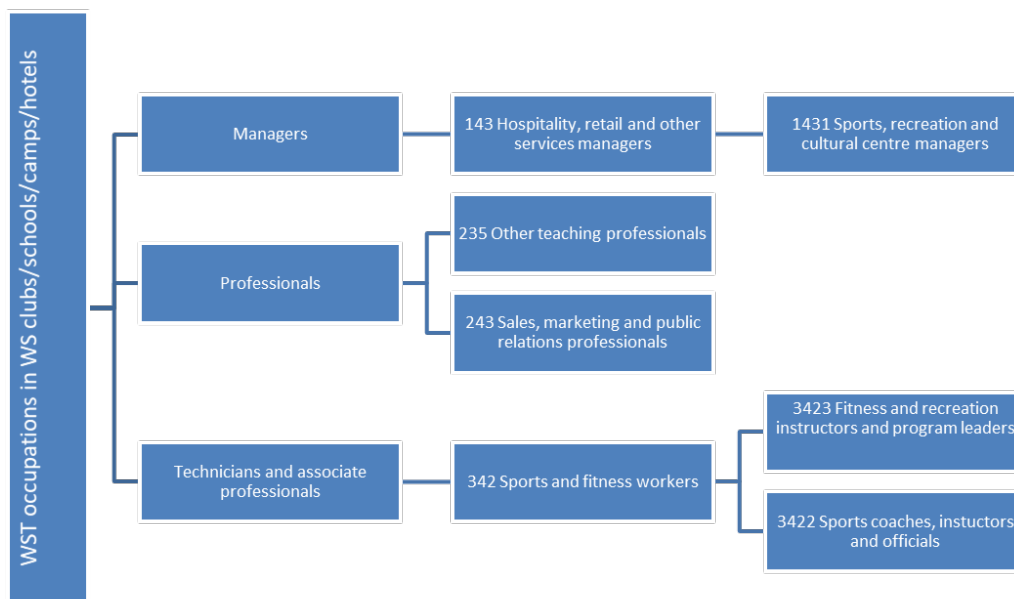 WST occupations in WS clubs/schools/camps/hotels
Managers
143 Hospitality, retail and other
services managers
1431 Sports, recreation and
cultural centre managers
Professionals
235 Other teaching professionals
243 Sales, marketing and public
relations professionals
Technicians and associate
professionals
342 Sports and fitness workers
3423 Fitness and recreation
instructors and program leaders
3422 Sports coaches, instuctors
and officials